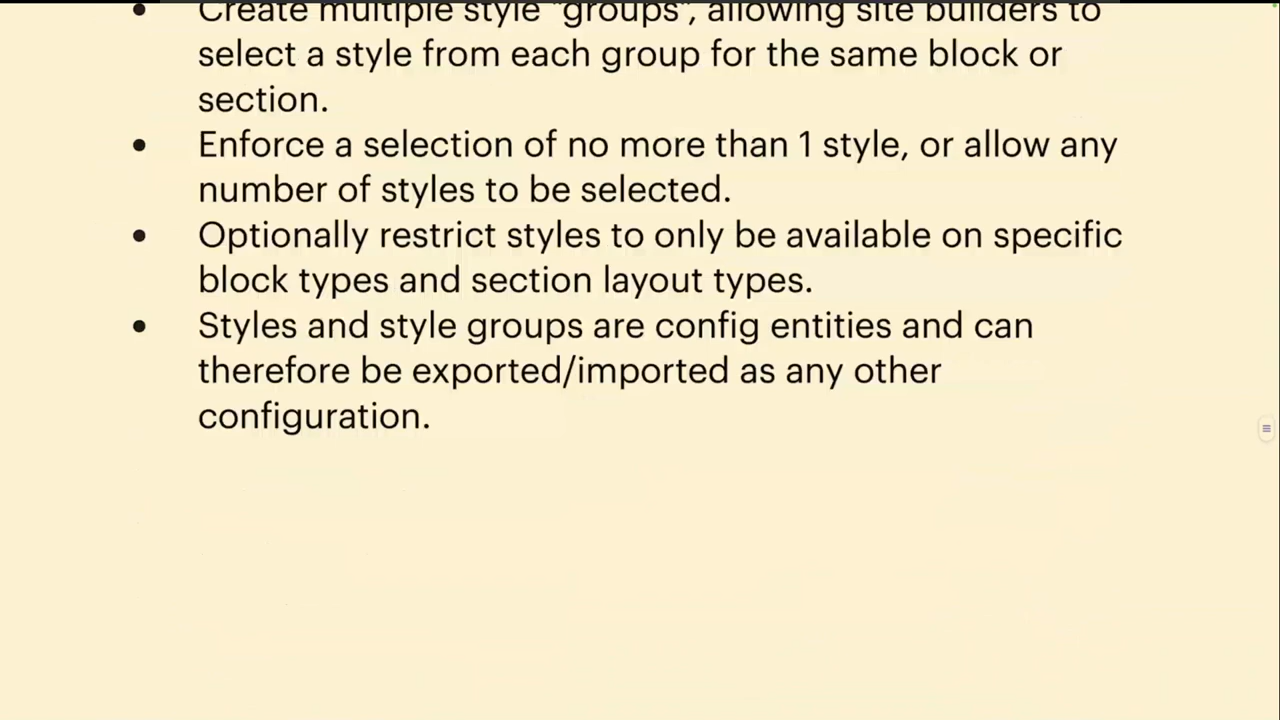 • Create multiple style "groups", allowing site builders to
select a style from each group for the same block or
section.
• Enforce a selection of no more than 1 style, or allow any
number of styles to be selected.
• Optionally restrict styles to only be available on specific
block types and section layout types.
• Styles and style groups are config entities and can
therefore be exported/imported as any other
configuration.